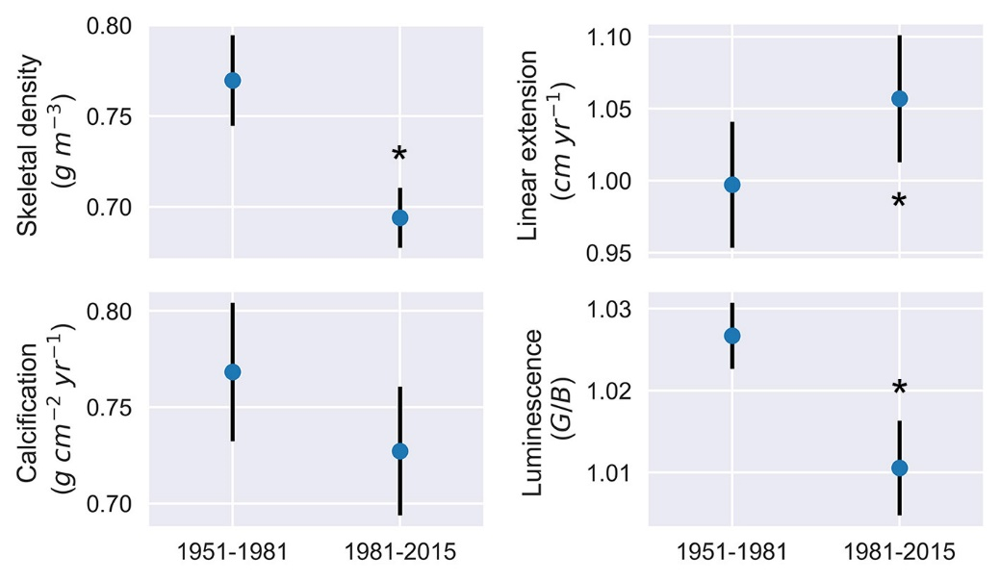 Skeletal density
(g m⁻³)
0.80
0.75
0.70
*
Linear extension
(cm yr⁻¹)
1.10
1.05
1.00
0.95
*
Calcification
(g cm⁻² yr⁻¹)
0.80
0.75
0.70
1951-1981
1981-2015
Luminescence
(G/B)
1.03
1.02
1.01
*
1951-1981
1981-2015